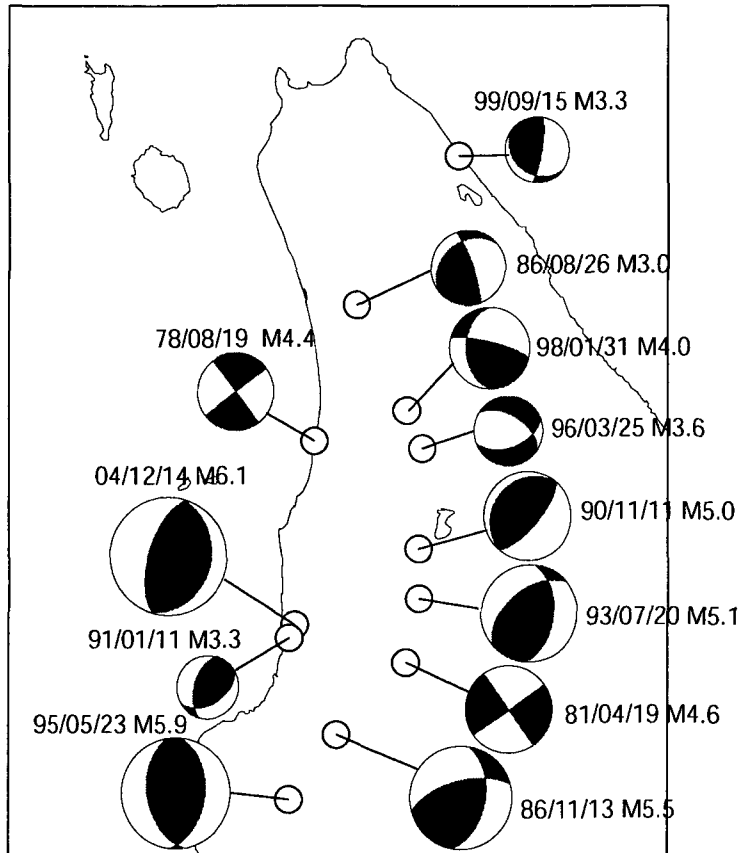 99/09/15 M3.3
86/08/26 M3.0
78/08/19 M4.4
98/01/31 M4.0
96/03/25 M3.6
04/12/14 M6.1
90/11/11 M5.0
93/07/20 M5.1
91/01/11 M3.3
81/04/19 M4.6
95/05/23 M5.9
86/11/13 M5.5